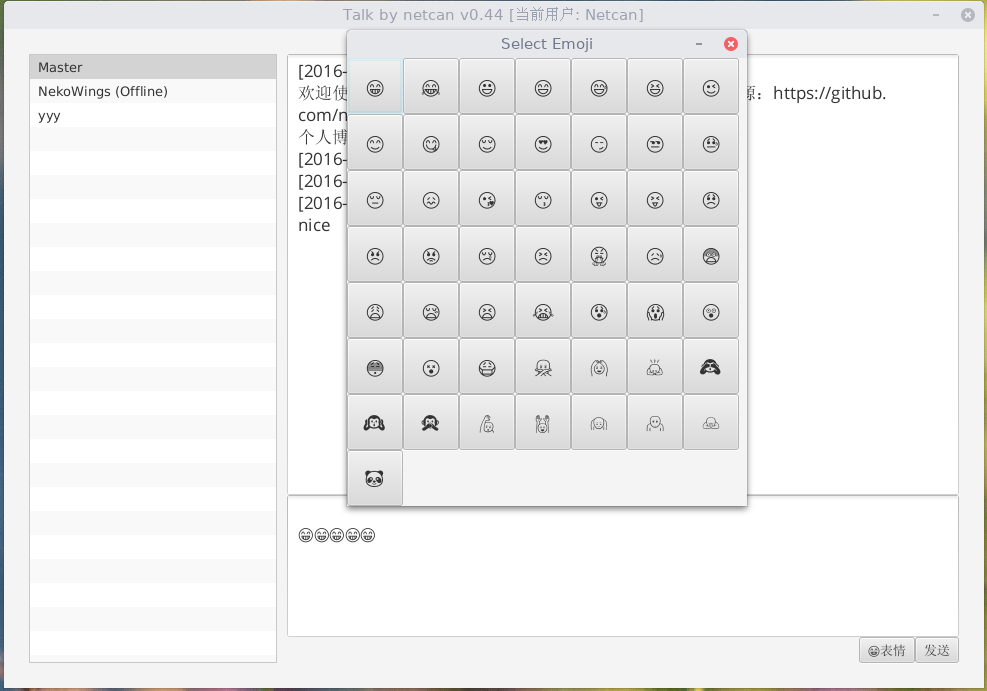 Talk by netcan v0.44 [当前用户: Netcan]
Select Emoji
Master
NekoWings (Offline)
yyy
[2016-
欢迎使 源：https://github.
com/n
个人博
[2016-
[2016-
[2016-
nice
😁😁😁😁😁
😀表情
发送